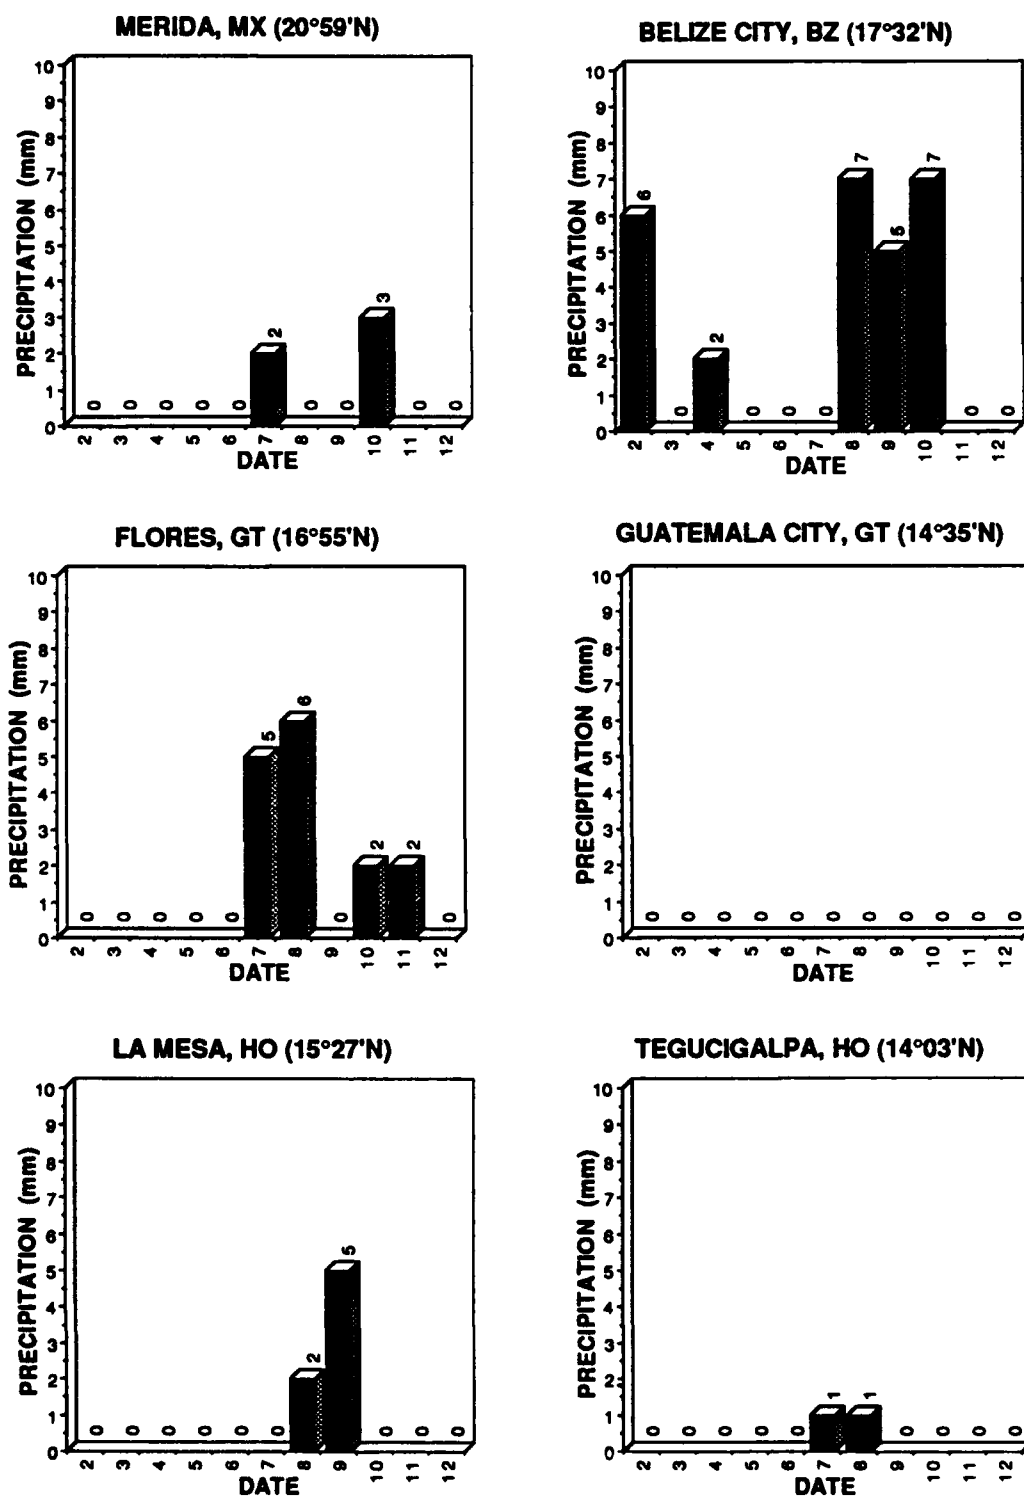 MERIDA, MX (20°59'N)
PRECIPITATION (mm)
10
9
8
7
6
5
4
3
2
1
0
0 0 0 0 0 2 0 0 3 0 0
2 3 4 5 6 7 8 9 10 11 12
DATE
BELIZE CITY, BZ (17°32'N)
PRECIPITATION (mm)
10
9
8
7
6
5
4
3
2
1
0
6 0 2 0 0 0 7 5 7 0 0
2 3 4 5 6 7 8 9 10 11 12
DATE
FLORES, GT (16°55'N)
PRECIPITATION (mm)
10
9
8
7
6
5
4
3
2
1
0
0 0 0 0 0 5 6 0 2 2 0
2 3 4 5 6 7 8 9 10 11 12
DATE
GUATEMALA CITY, GT (14°35'N)
PRECIPITATION (mm)
10
9
8
7
6
5
4
3
2
1
0
0 0 0 0 0 0 0 0 0 0 0
2 3 4 5 6 7 8 9 10 11 12
DATE
LA MESA, HO (15°27'N)
PRECIPITATION (mm)
10
9
8
7
6
5
4
3
2
1
0
0 0 0 0 0 0 2 5 0 0 0
2 3 4 5 6 7 8 9 10 11 12
DATE
TEGUCIGALPA, HO (14°03'N)
PRECIPITATION (mm)
10
9
8
7
6
5
4
3
2
1
0
0 0 0 0 0 1 1 0 0 0 0
2 3 4 5 6 7 8 9 10 11 12
DATE